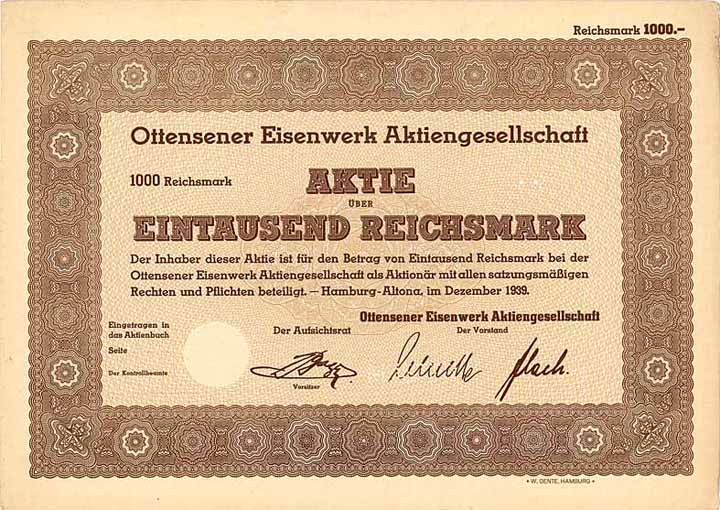 Reichsmark 1000.-
Ottensener Eisenwerk Aktiengesellschaft
1000 Reichsmark
AKTIE
ÜBER
EINTAUSEND REICHSMARK
Der Inhaber dieser Aktie ist für den Betrag von Eintausend Reichsmark bei der
Ottensener Eisenwerk Aktiengesellschaft als Aktionär mit allen satzungsmäßigen
Rechten und Pflichten beteiligt. – Hamburg-Altona, im Dezember 1939.
Ottensener Eisenwerk Aktiengesellschaft
Eingetragen in
das Aktienbuch
Seite
Der Kontrollbeamte
Der Aufsichtsrat
Vorsitzer
Der Vorstand
• W. DENTE, HAMBURG •